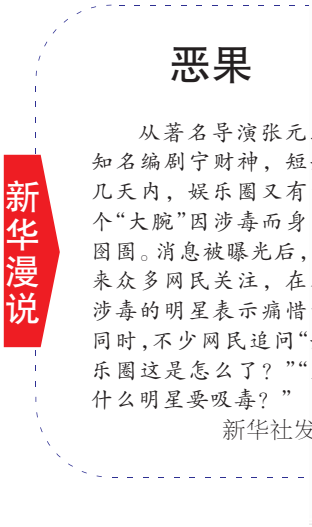 恶果
从著名导演张元
知名编剧宁财神，短
几天内，娱乐圈又有
个“大腕”因涉毒而身
囹圄。消息被曝光后，
来众多网民关注，在
涉毒的明星表示痛惜
同时，不少网民追问“
乐圈这是怎么了？”“
什么明星要吸毒？”
新华社发
新华漫说